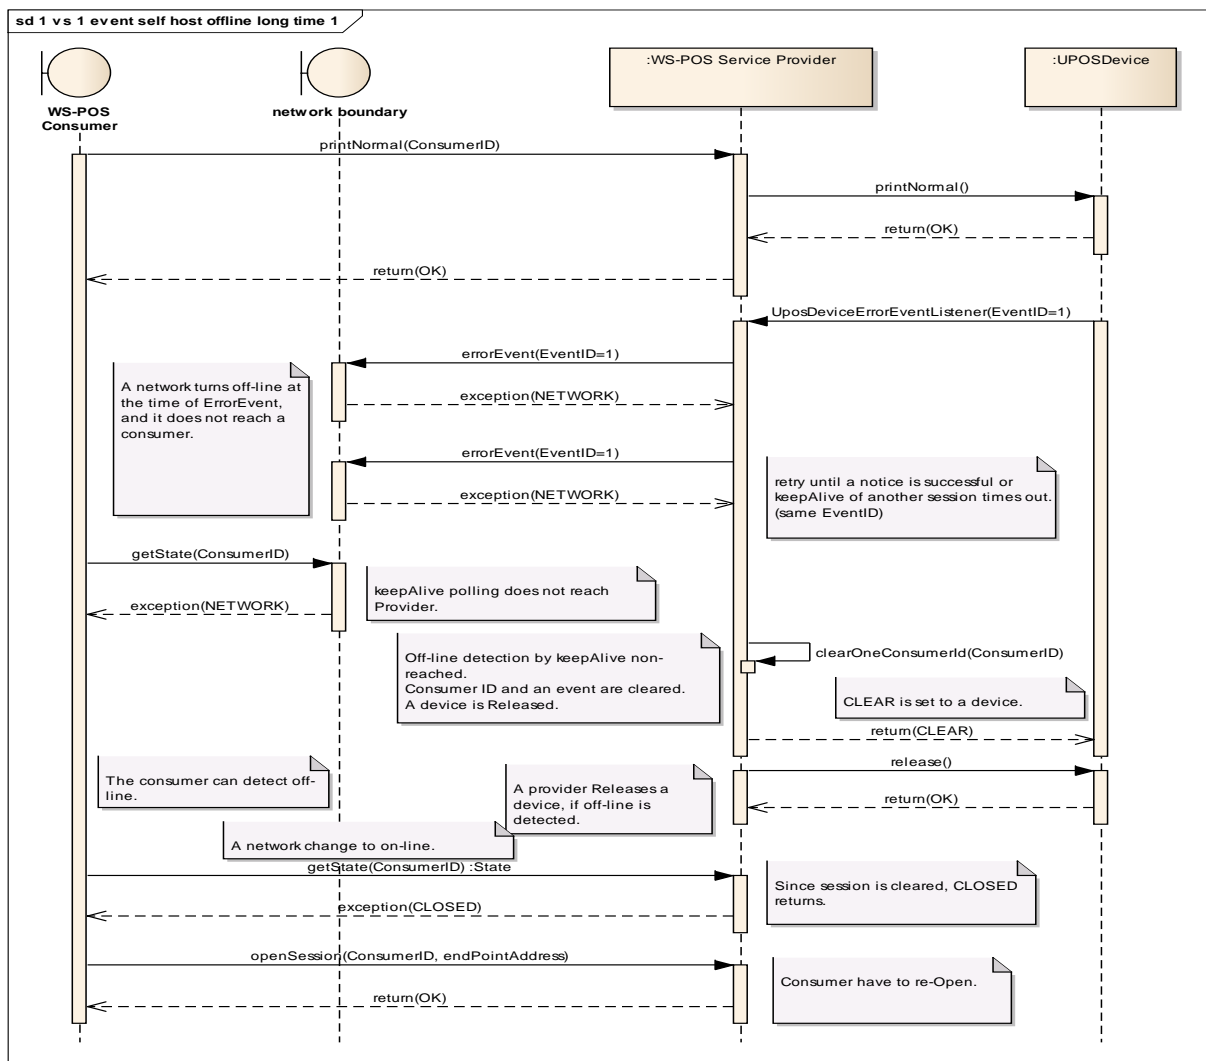 sd 1 vs 1 event self host offline long time 1
WS-POS
Consumer
network boundary
:WS-POS Service Provider
:UPOSDevice
printNormal(ConsumerID)
printNormal()
return(OK)
return(OK)
UposDeviceErrorEventListener(EventID=1)
errorEvent(EventID=1)
A network turns off-line at
the time of ErrorEvent,
and it does not reach a
consumer.
exception(NETWORK)
errorEvent(EventID=1)
exception(NETWORK)
retry until a notice is successful or
keepAlive of another session times out.
(same EventID)
getState(ConsumerID)
exception(NETWORK)
keepAlive polling does not reach
Provider.
Off-line detection by keepAlive non-
reached.
Consumer ID and an event are cleared.
A device is Released.
clearOneConsumerId(ConsumerID)
CLEAR is set to a device.
return(CLEAR)
The consumer can detect off-
line.
release()
A provider Releases a
device, if off-line is
detected.
return(OK)
A network change to on-line.
getState(ConsumerID) :State
Since session is cleared, CLOSED
returns.
exception(CLOSED)
openSession(ConsumerID, endPointAddress)
Consumer have to re-Open.
return(OK)